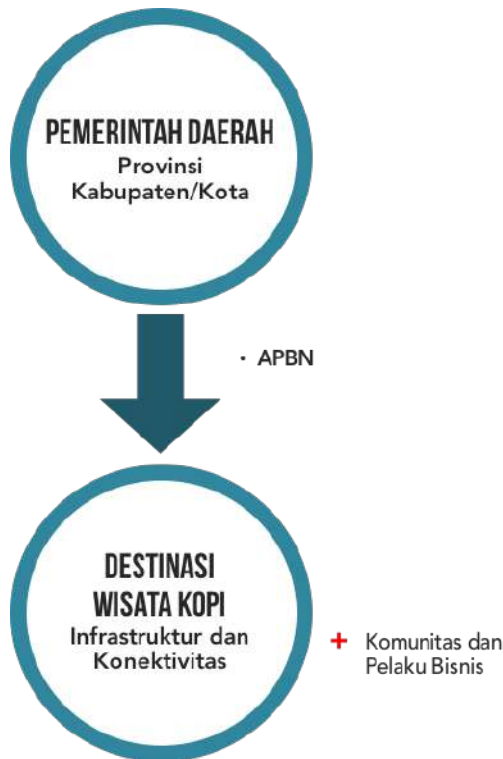 PEMERINTAH DAERAH
Provinsi
Kabupaten/Kota
· APBN
DESTINASI
WISATA KOPI
Infrastruktur dan
Konektivitas
+ Komunitas dan
Pelaku Bisnis